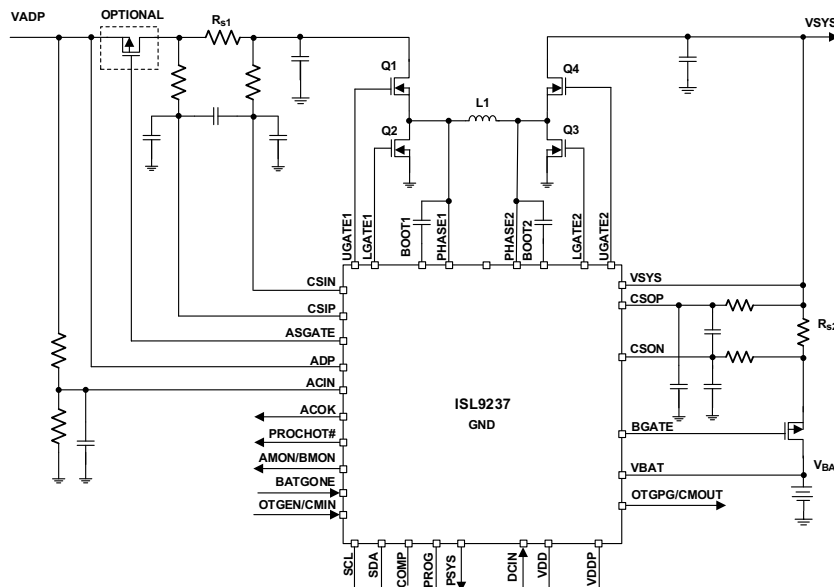 OPTIONAL
VADP
Rs1
VSYS
Q1
Q4
L1
Q2
Q3
UGATE1
LGATE1
BOOT1
PHASE1
PHASE2
BOOT2
LGATE2
UGATE2
CSIN
VSYS
CSIP
CSOP
ASGATE
Rs2
ADP
CSON
ACIN
ISL9237
ACOK
GND
PROCHOT#
BGATE
AMON/BMON
VBAT
VBA
BATGONE
OTGPG/CMOUT
OTGEN/CMIN
SCL
SDA
COMP
PROG
PSYS
DCIN
VDD
VDDP